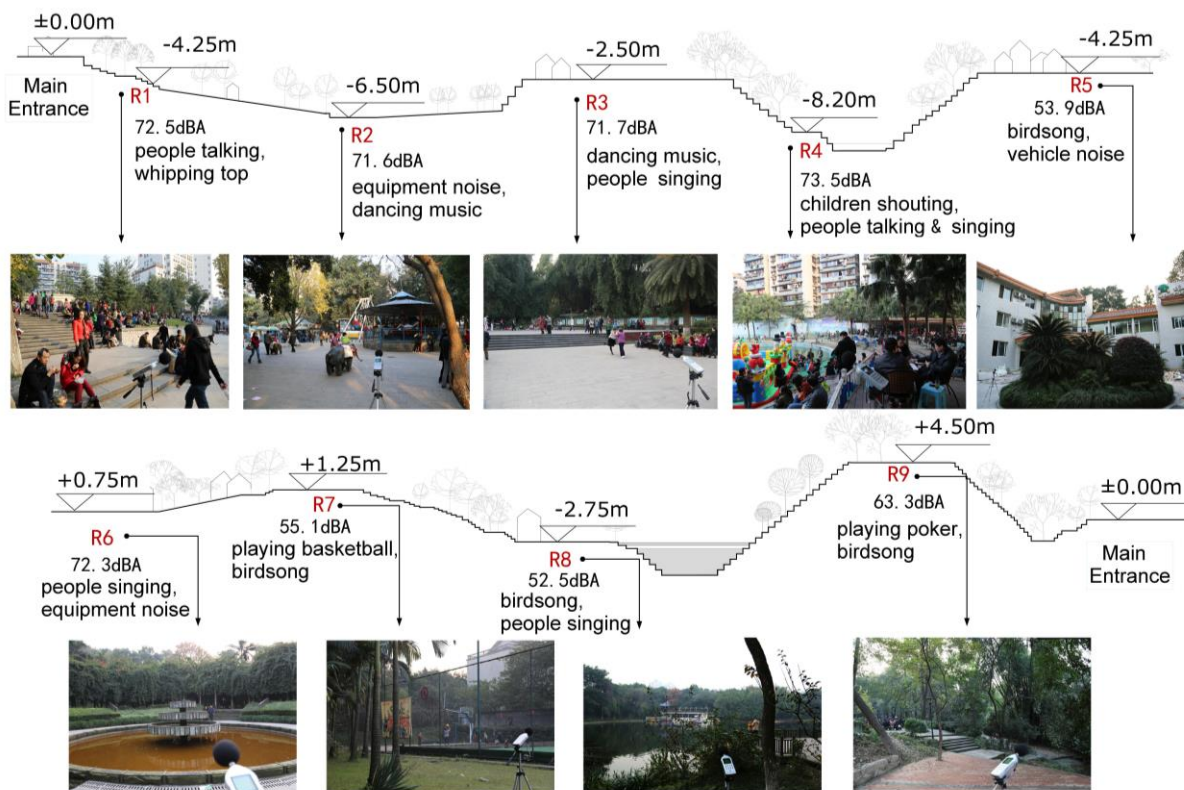 ±0.00m
Main
Entrance
-4.25m
R1
72.5dBA
people talking,
whipping top
-6.50m
R2
71.6dBA
equipment noise,
dancing music
-2.50m
R3
71.7dBA
dancing music,
people singing
-8.20m
R4
73.5dBA
children shouting,
people talking & singing
-4.25m
R5
53.9dBA
birdsong,
vehicle noise
+0.75m
R6
72.3dBA
people singing,
equipment noise
+1.25m
R7
55.1dBA
playing basketball,
birdsong
-2.75m
R8
52.5dBA
birdsong,
people singing
+4.50m
R9
63.3dBA
playing poker,
birdsong
±0.00m
Main
Entrance